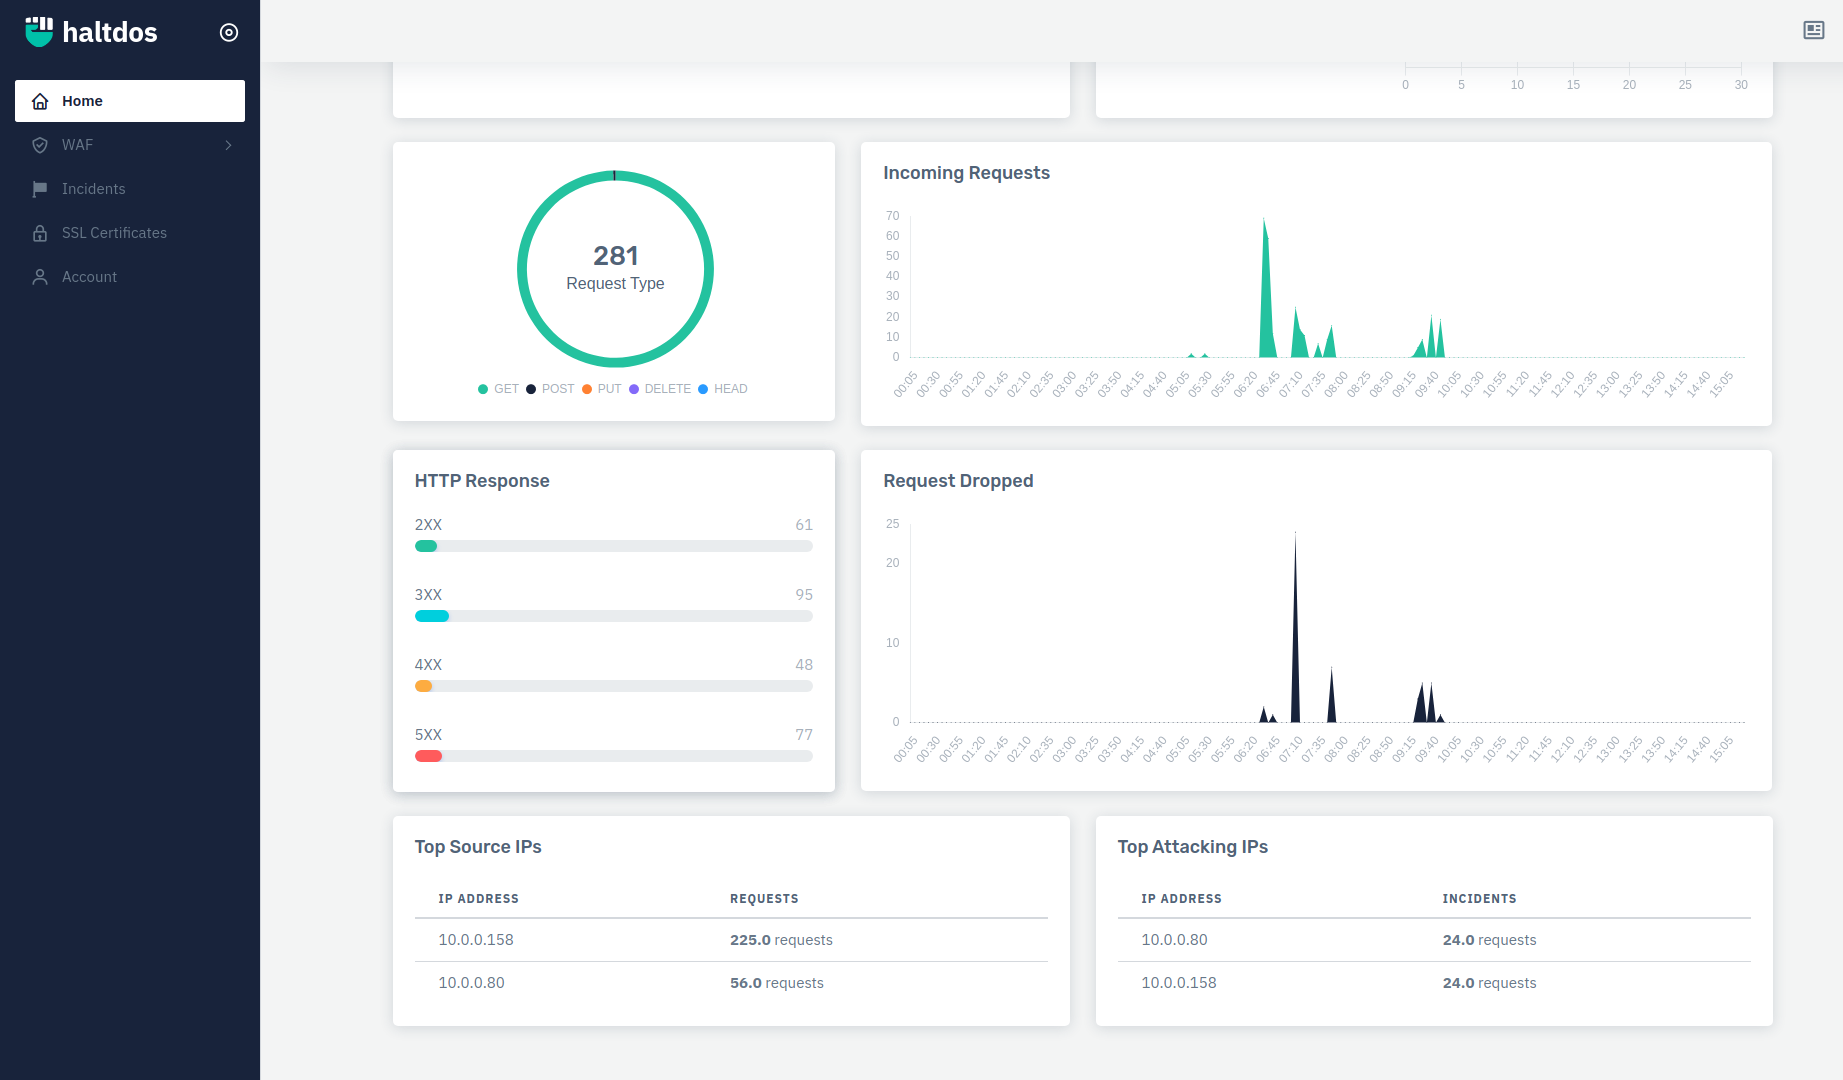 haltdos
Home
WAF
Incidents
SSL Certificates
Account
0 5 10 15 20 25 30
281
Request Type
GET POST PUT DELETE HEAD
Incoming Requests
70
60
50
40
30
20
10
0
00:05 00:30 00:55 01:20 01:45 02:10 02:35 03:00 03:25 03:50 04:15 04:40 05:05 05:30 05:55 06:20 06:45 07:10 07:35 08:00 08:25 08:50 09:15 09:40 10:05 10:30 10:55 11:20 11:45 12:10 12:35 13:00 13:25 13:50 14:15 14:40 15:05
HTTP Response
2XX 61
3XX 95
4XX 48
5XX 77
Request Dropped
25
20
10
0
00:05 00:30 00:55 01:20 01:45 02:10 02:35 03:00 03:25 03:50 04:15 04:40 05:05 05:30 05:55 06:20 06:45 07:10 07:35 08:00 08:25 08:50 09:15 09:40 10:05 10:30 10:55 11:20 11:45 12:10 12:35 13:00 13:25 13:50 14:15 14:40 15:05
Top Source IPs
IP ADDRESS REQUESTS
10.0.0.158 225.0 requests
10.0.0.80 56.0 requests
Top Attacking IPs
IP ADDRESS INCIDENTS
10.0.0.80 24.0 requests
10.0.0.158 24.0 requests